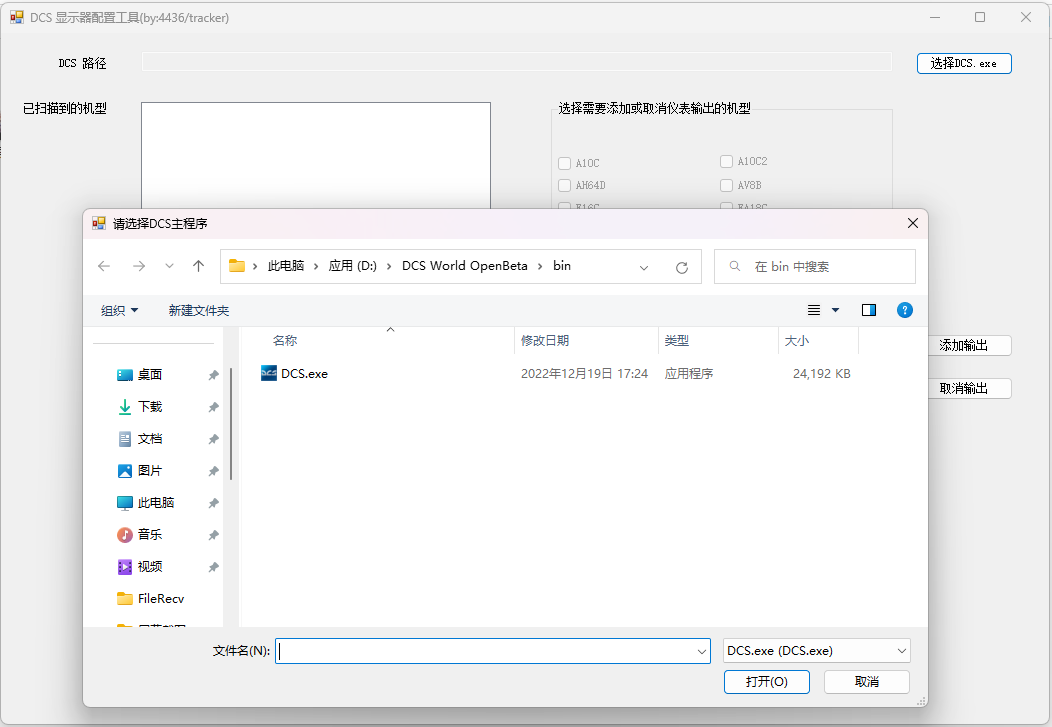 DCS 显示器配置工具(by:4436/tracker)
DCS 路径
选择DCS.exe
已扫描到的机型
选择需要添加或取消仪表输出的机型
A10C
A10C2
AH64D
AV8B
F16C
FA18C
请选择DCS主程序
此电脑 > 应用 (D:) > DCS World OpenBeta > bin
在 bin 中搜索
组织
新建文件夹
名称
修改日期
类型
大小
DCS.exe
2022年12月19日 17:24
应用程序
24,192 KB
桌面
下载
文档
图片
此电脑
音乐
视频
FileRecv
添加输出
取消输出
文件名(N):
DCS.exe (DCS.exe)
打开(O)
取消